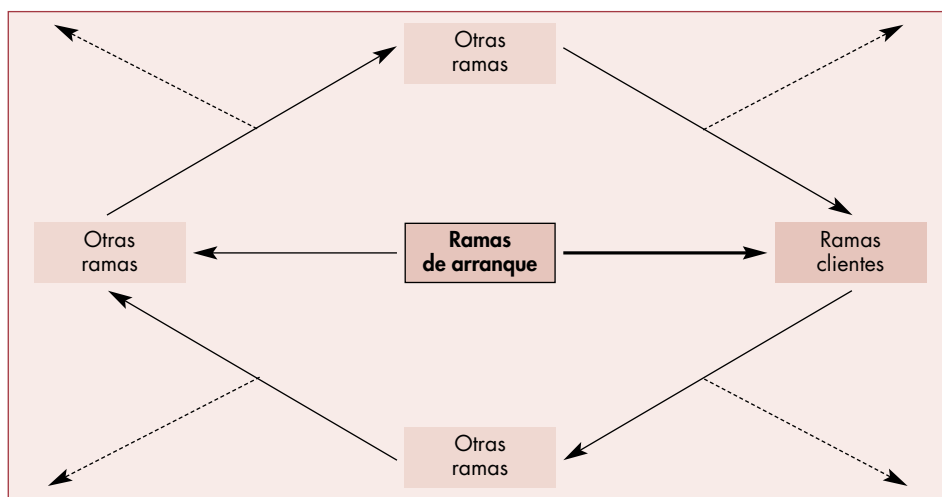 Otras
ramas
Otras
ramas
Ramas
de arranque
Ramas
clientes
Otras
ramas